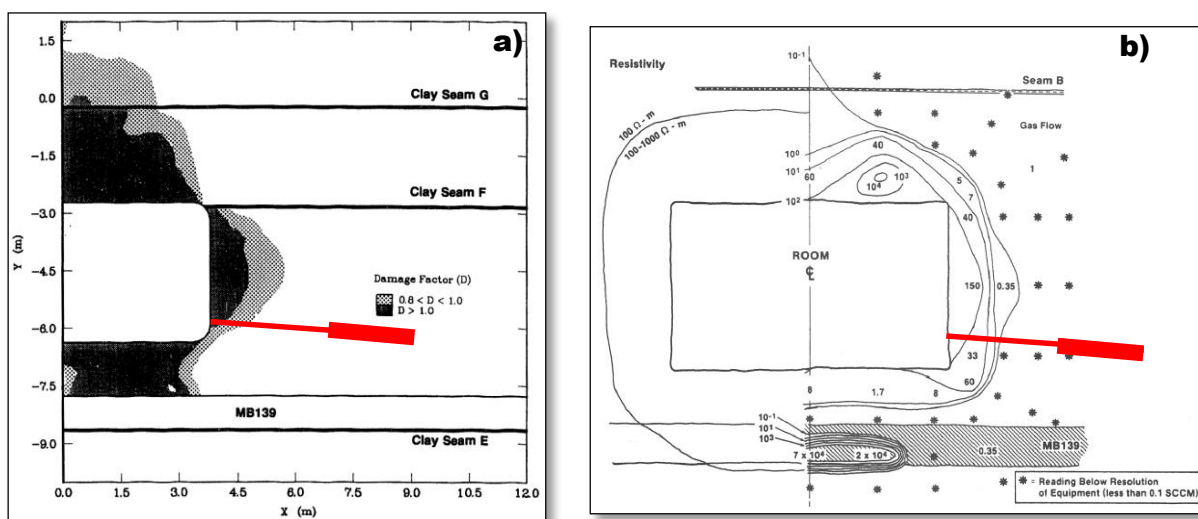 a)
1.5
0.0
-1.5
-3.0
-4.5
-6.0
-7.5
-9.0
Y (m)
Clay Seam G
Clay Seam F
Damage Factor (D)
0.8 < D < 1.0
D > 1.0
MB139
Clay Seam E
0.0 1.5 3.0 4.5 6.0 7.5 9.0 10.5 12.0
X (m)
b)
Resistivity
10-1
Seam B
Gas Flow
100 Ω - m
100-1000 Ω - m
10⁰
40
1
10¹
60
10⁴
10³
5
7
10²
40
ROOM
℄
150
0.35
33
60
8
1.7
8
10-1
10¹
10³
MB139
7 x 10⁴
2 x 10⁴
0.35
* = Reading Below Resolution
of Equipment (less than 0.1 SCCM)